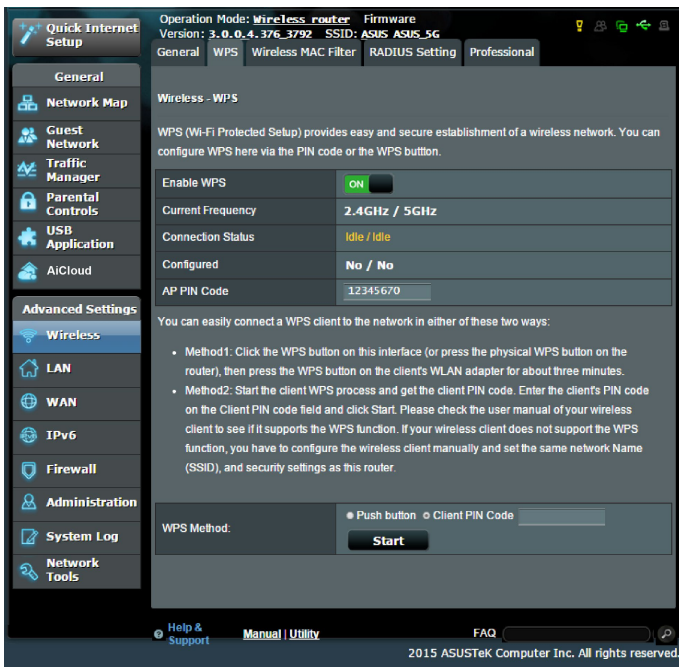 Quick Internet
Setup
Operation Mode: Wireless router Firmware
Version: 3.0.0.4.376_3792 SSID: ASUS ASUS_5G
General WPS Wireless MAC Filter RADIUS Setting Professional
General
Network Map
Guest
Network
Traffic
Manager
Parental
Controls
USB
Application
AiCloud
Advanced Settings
Wireless
LAN
WAN
IPv6
Firewall
Administration
System Log
Network
Tools
Wireless - WPS
WPS (Wi-Fi Protected Setup) provides easy and secure establishment of a wireless network. You can
configure WPS here via the PIN code or the WPS buttton.
Enable WPS ON
Current Frequency 2.4GHz / 5GHz
Connection Status Idle / Idle
Configured No / No
AP PIN Code 12345670
You can easily connect a WPS client to the network in either of these two ways:
• Method1: Click the WPS button on this interface (or press the physical WPS button on the
router), then press the WPS button on the client's WLAN adapter for about three minutes.
• Method2: Start the client WPS process and get the client PIN code. Enter the client's PIN code
on the Client PIN code field and click Start. Please check the user manual of your wireless
client to see if it supports the WPS function. If your wireless client does not support the WPS
function, you have to configure the wireless client manually and set the same network Name
(SSID), and security settings as this router.
WPS Method: Push button Client PIN Code
Start
Help &
Support
Manual | Utility
FAQ
2015 ASUSTeK Computer Inc. All rights reserved.